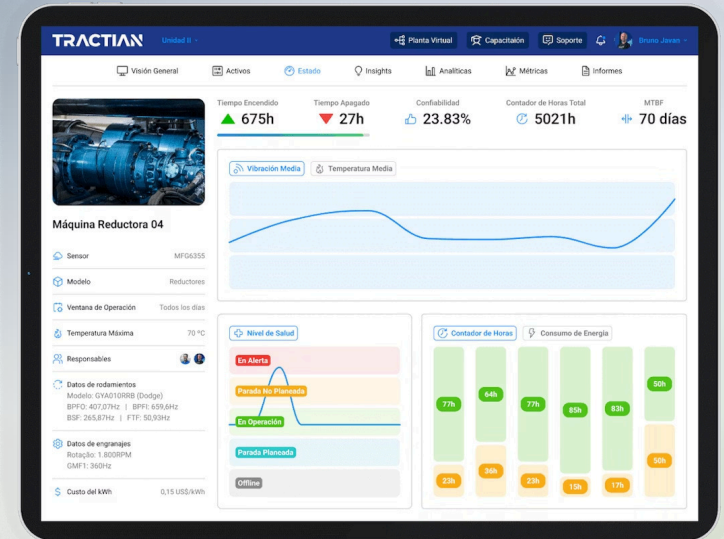 TRACTIAN
Unidad II
Planta Virtual
Capacitaión
Soporte
Bruno Javan
Visión General
Activos
Estado
Insights
Analíticas
Métricas
Informes
Máquina Reductora 04
Sensor MFG6355
Modelo Reductores
Ventana de Operación Todos los días
Temperatura Máxima 70 ºC
Responsables
Datos de rodamientos
Modelo: GYA010RRB (Dodge)
BPFO: 407,07Hz | BPFI: 659,6Hz
BSF: 265,87Hz | FTF: 50,93Hz
Datos de engranajes
Rotação: 1.800RPM
GMF1: 360Hz
Custo del kWh 0,15 US$/kWh
Tiempo Encendido
675h
Tiempo Apagado
27h
Confiabilidad
23.83%
Contador de Horas Total
5021h
MTBF
70 días
Vibración Media
Temperatura Media
Nível de Salud
En Alerta
Parada No Planeada
En Operación
Parada Planeada
Offline
Contador de Horas
Consumo de Energia
77h
64h
77h
85h
83h
50h
23h
36h
23h
15h
17h
50h